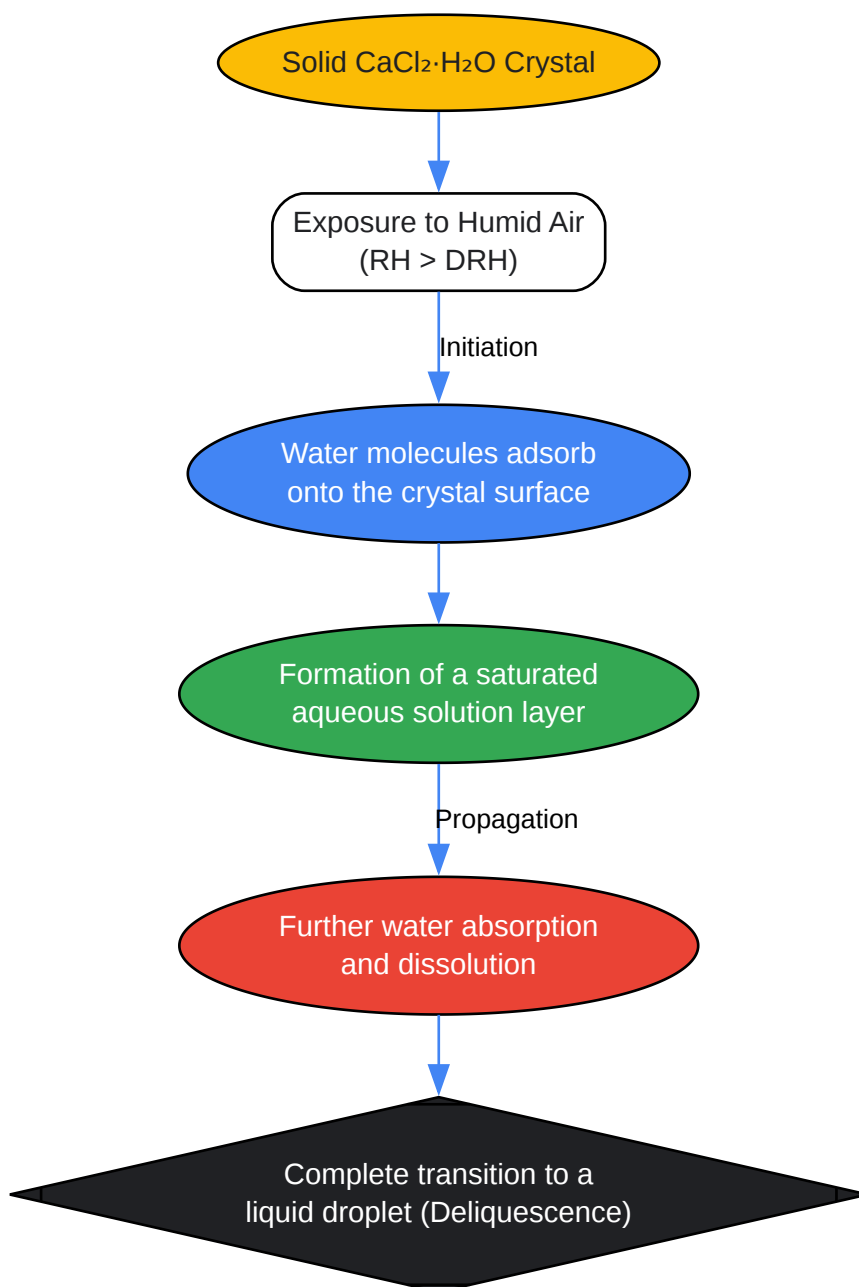 Solid CaCl₂·H₂O Crystal
Exposure to Humid Air
(RH > DRH)
Initiation
Water molecules adsorb
onto the crystal surface
Formation of a saturated
aqueous solution layer
Propagation
Further water absorption
and dissolution
Complete transition to a
liquid droplet (Deliquescence)